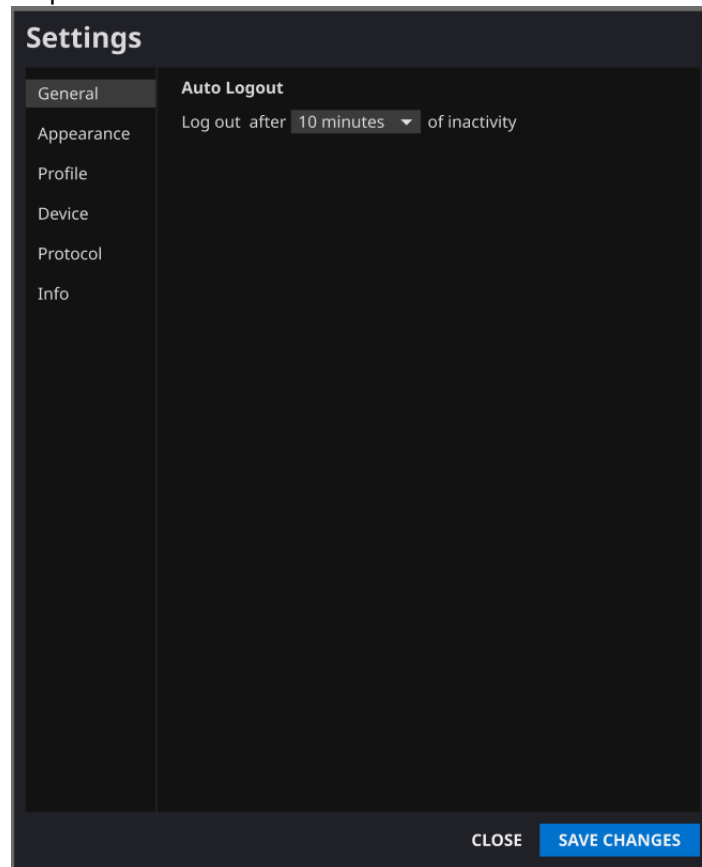 Settings
General
Appearance
Profile
Device
Protocol
Info
Auto Logout
Log out after 10 minutes of inactivity
CLOSE
SAVE CHANGES